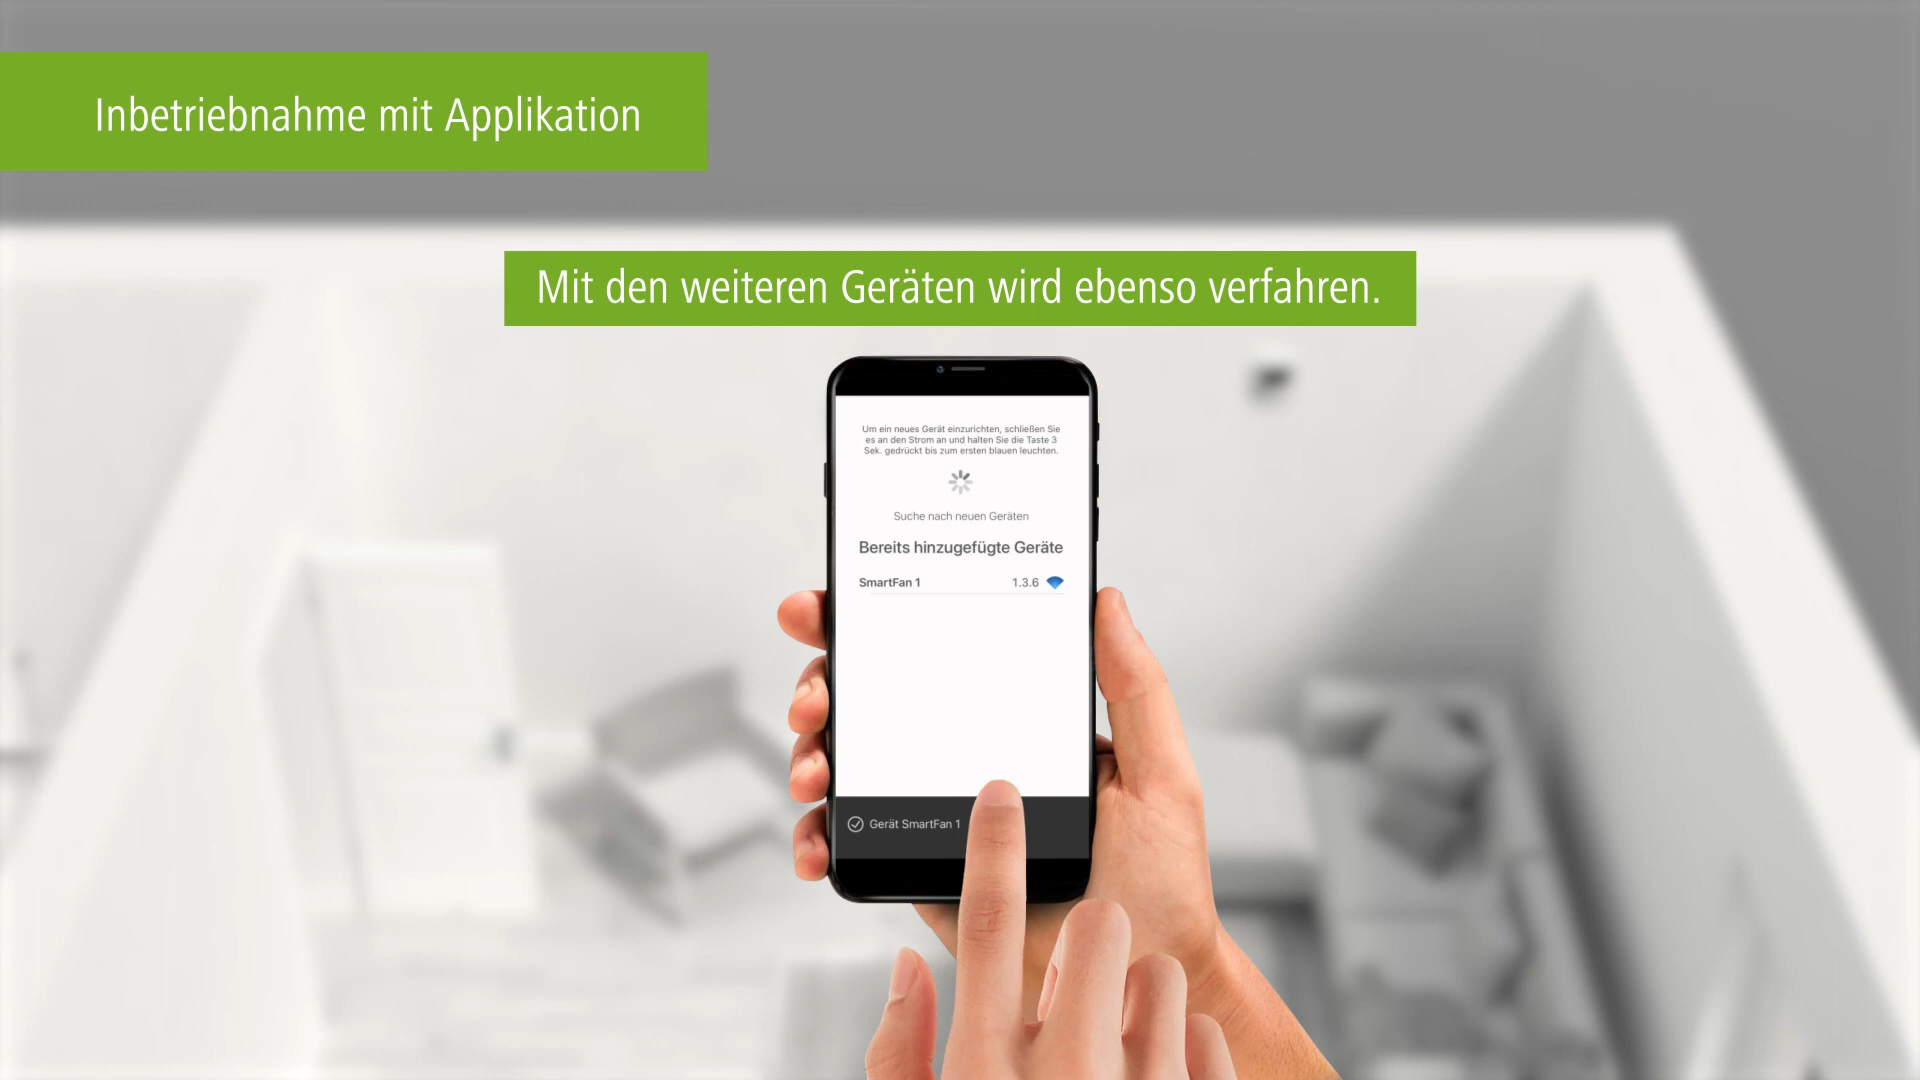 Inbetriebnahme mit Applikation
Mit den weiteren Geräten wird ebenso verfahren.
Um ein neues Gerät einzurichten, schließen Sie
es an den Strom an und halten Sie die Taste 3
Sek. gedrückt bis zum ersten blauen leuchten.
Suche nach neuen Geräten
Bereits hinzugefügte Geräte
SmartFan 1 1.3.6
Gerät SmartFan 1